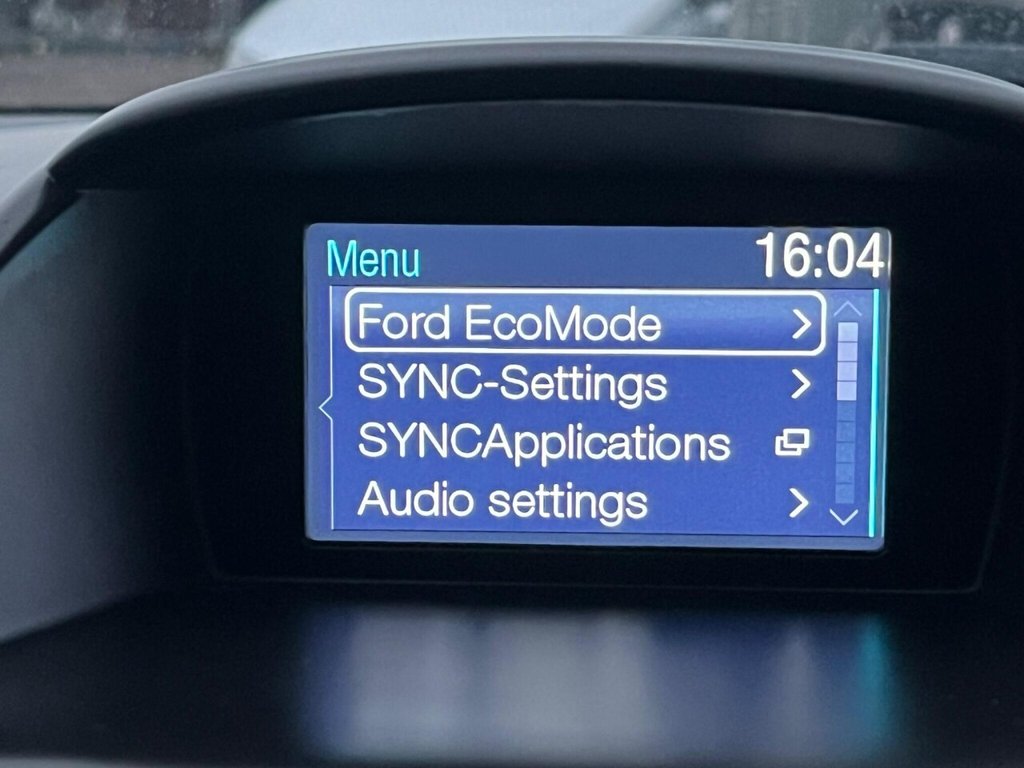 Menu 16:04
Ford EcoMode
SYNC-Settings
SYNCApplications
Audio settings